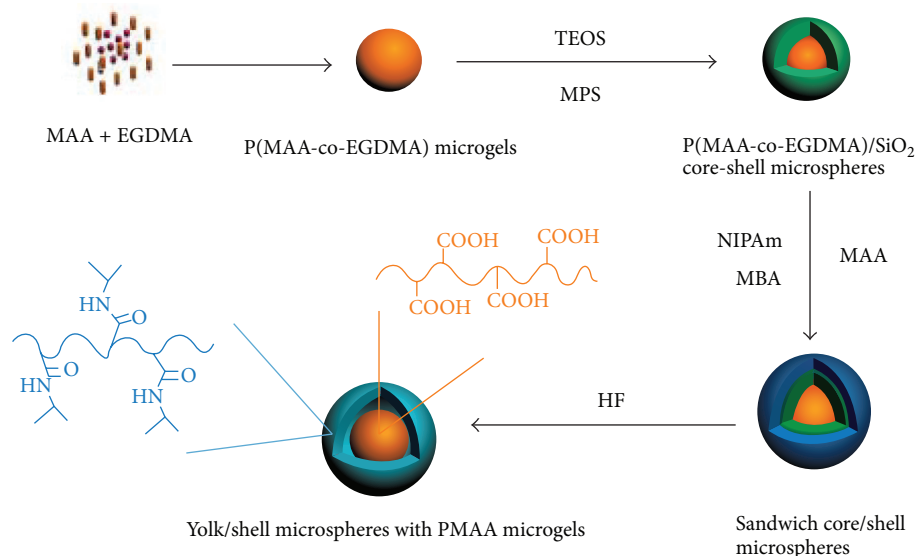 MAA + EGDMA
P(MAA-co-EGDMA) microgels
TEOS
MPS
P(MAA-co-EGDMA)/SiO₂
core-shell microspheres
NIPAm
MBA
MAA
Sandwich core/shell
microspheres
HF
Yolk/shell microspheres with PMAA microgels
COOH
COOH
COOH
COOH
HN
O
O
HN
O
HN